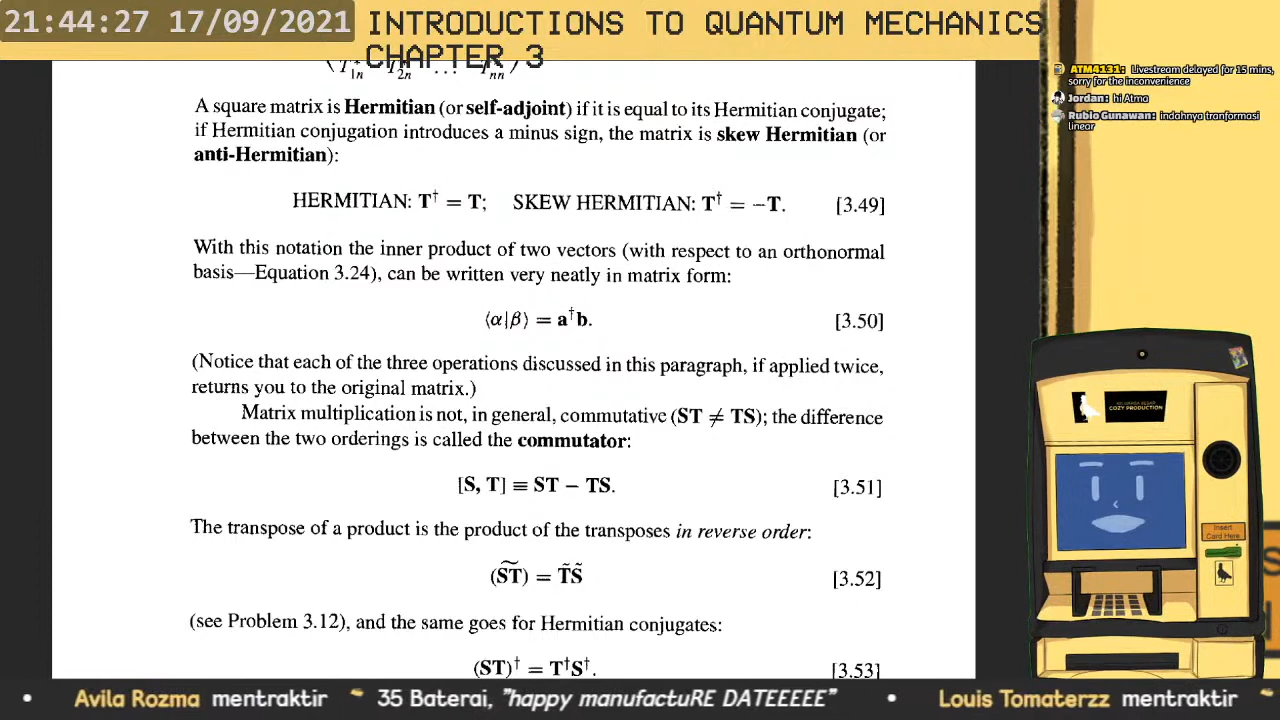 21:44:27 17/09/2021
INTRODUCTIONS TO QUANTUM MECHANICS
CHAPTER 3
A square matrix is Hermitian (or self-adjoint) if it is equal to its Hermitian conjugate;
if Hermitian conjugation introduces a minus sign, the matrix is skew Hermitian (or
anti-Hermitian):
HERMITIAN: T† = T; SKEW HERMITIAN: T† = −T. [3.49]
With this notation the inner product of two vectors (with respect to an orthonormal
basis—Equation 3.24), can be written very neatly in matrix form:
⟨α|β⟩ = a†b. [3.50]
(Notice that each of the three operations discussed in this paragraph, if applied twice,
returns you to the original matrix.)
Matrix multiplication is not, in general, commutative (ST ≠ TS); the difference
between the two orderings is called the commutator:
[S, T] ≡ ST − TS. [3.51]
The transpose of a product is the product of the transposes in reverse order:
(S͠T) = T̃S̃ [3.52]
(see Problem 3.12), and the same goes for Hermitian conjugates:
(ST)† = T†S†. [3.53]
ATM4131: Livestream delayed for 15 mins,
sorry for the inconvenience
Jordan: hi Atma
Rubio Gunawan: indahnya tranformasi
linear
COZY PRODUCTION
Insert
Card Here
• Avila Rozma mentraktir 35 Baterai, "happy manufactuRE DATEEEEE" • Louis Tomaterzz mentraktir